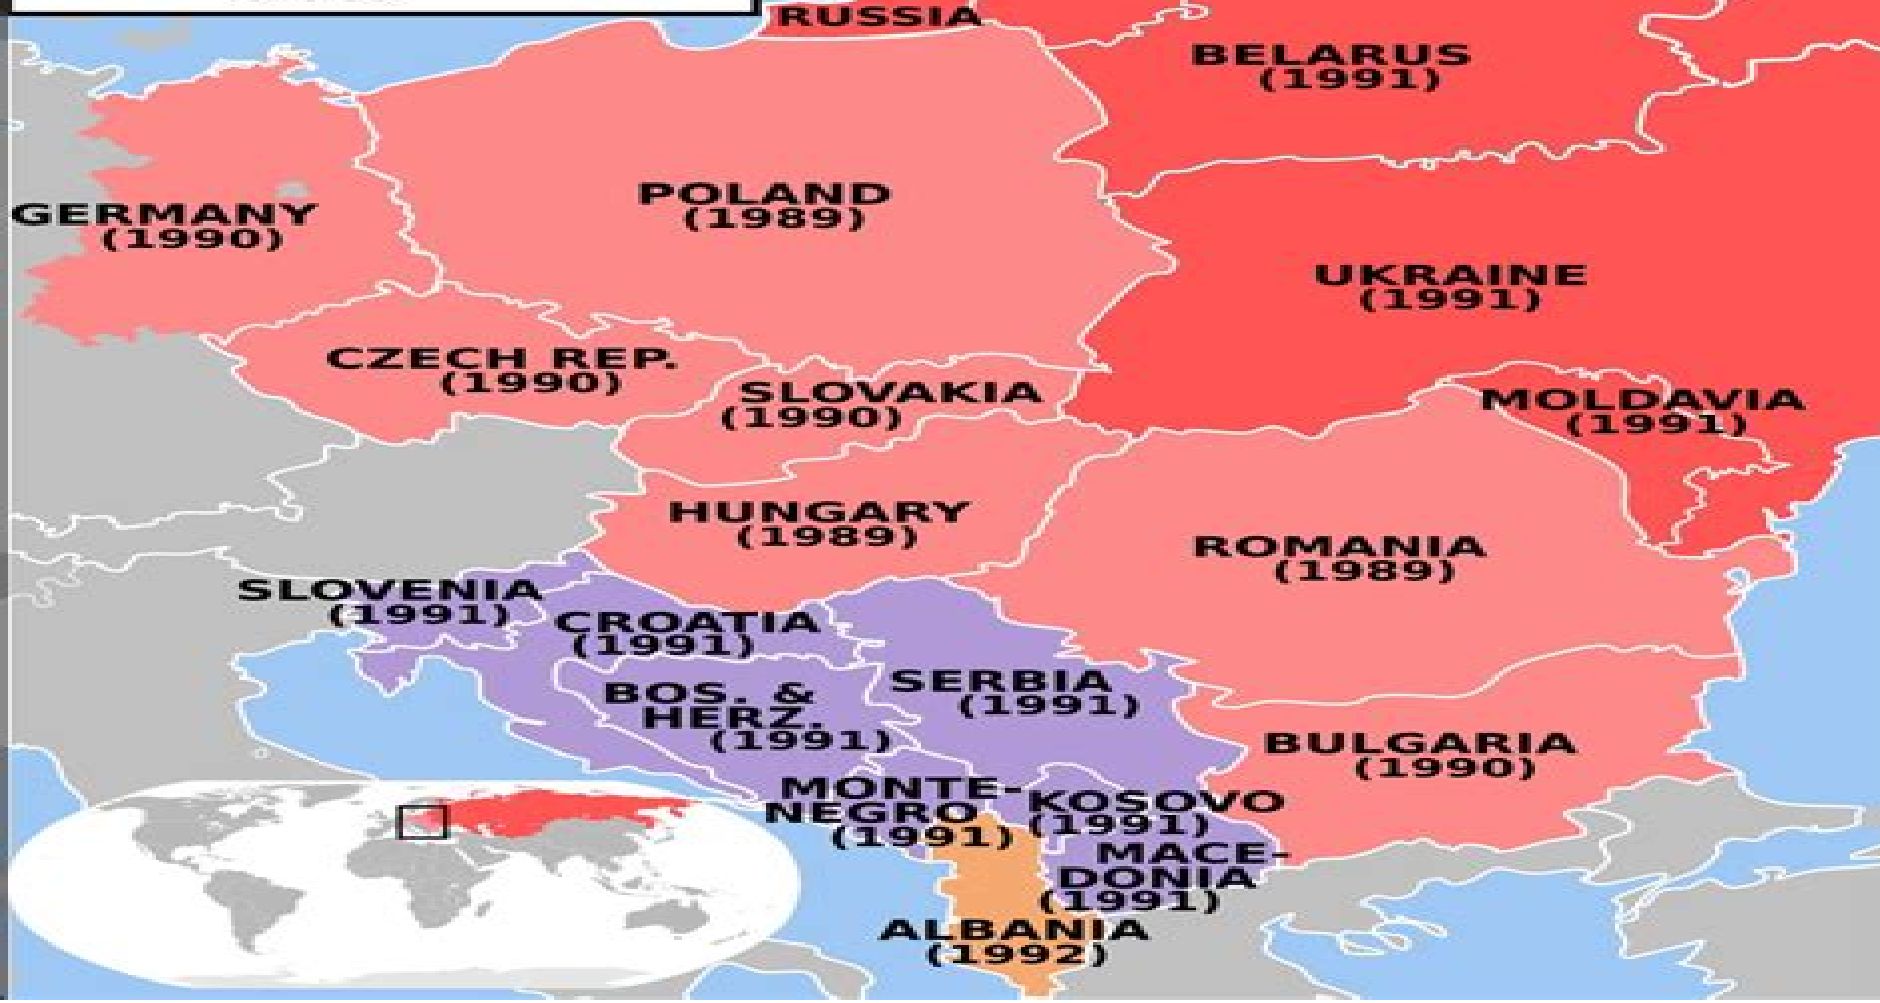 RUSSIA
BELARUS
(1991)
POLAND
(1989)
GERMANY
(1990)
UKRAINE
(1991)
CZECH REP.
(1990)
SLOVAKIA
(1990)
MOLDAVIA
(1991)
HUNGARY
(1989)
ROMANIA
(1989)
SLOVENIA
(1991)
CROATIA
(1991)
SERBIA
(1991)
BOS. &
HERZ.
(1991)
BULGARIA
(1990)
MONTE-
NEGRO
(1991)
KOSOVO
(1991)
MACE-
DONIA
(1991)
ALBANIA
(1992)